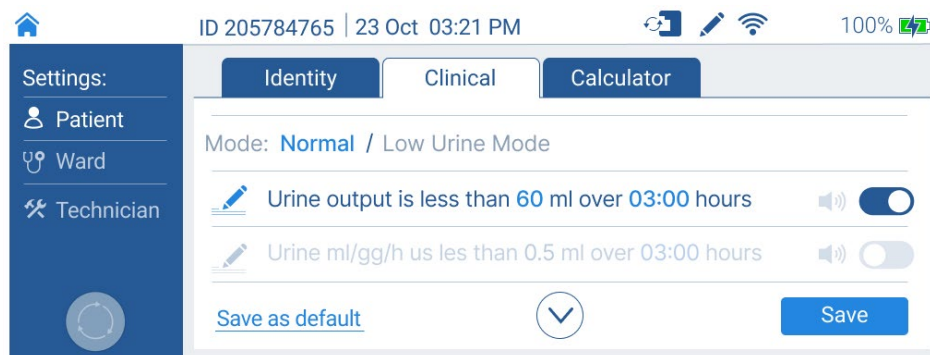 ID 205784765 | 23 Oct 03:21 PM 100%
Settings:
Patient
Ward
Technician
Identity Clinical Calculator
Mode: Normal / Low Urine Mode
Urine output is less than 60 ml over 03:00 hours
Urine ml/gg/h us les than 0.5 ml over 03:00 hours
Save as default Save